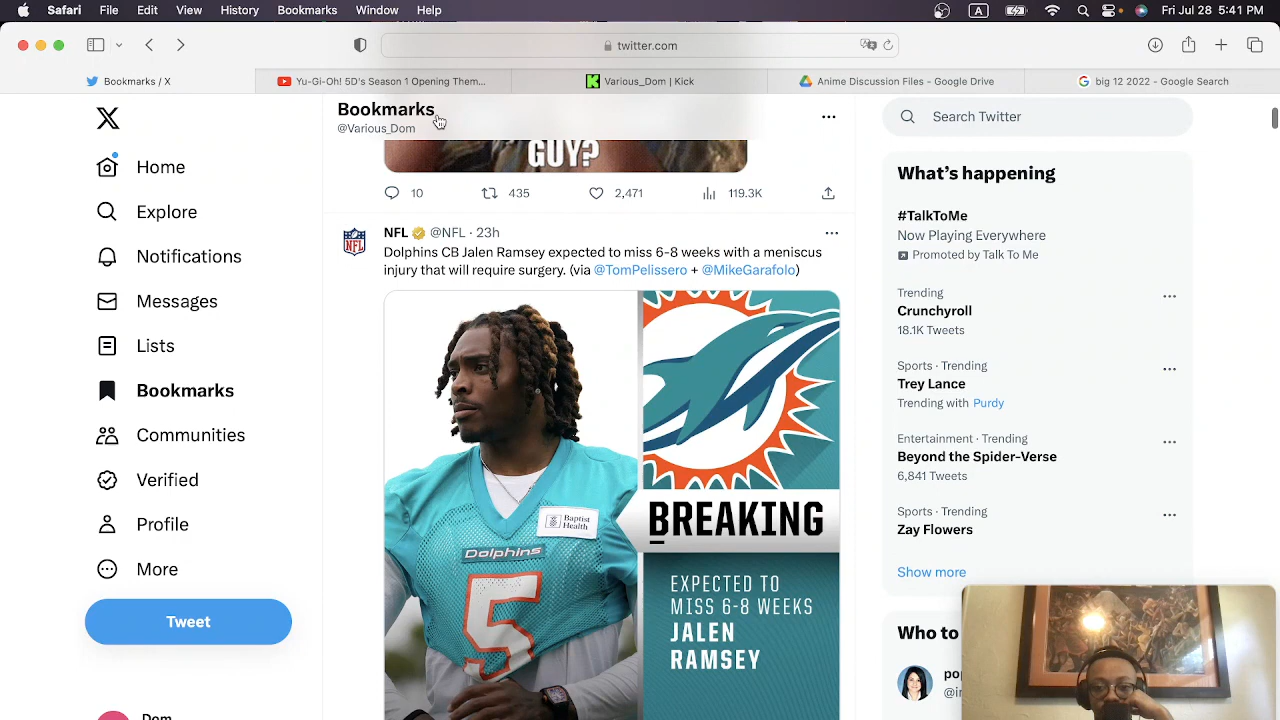 Safari File Edit View History Bookmarks Window Help
A
Fri Jul 28 5:41 PM
twitter.com
Bookmarks / X
Yu-Gi-Oh! 5D's Season 1 Opening Them...
Various_Dom | Kick
Anime Discussion Files - Google Drive
big 12 2022 - Google Search
Home
Explore
Notifications
Messages
Lists
Bookmarks
Communities
Verified
Profile
More
Tweet
Dom
Bookmarks
@Various_Dom
GUY?
10 435 2,471 119.3K
NFL @NFL · 23h
Dolphins CB Jalen Ramsey expected to miss 6-8 weeks with a meniscus
injury that will require surgery. (via @TomPelissero + @MikeGarafolo)
NFL
Baptist
Health
Dolphins
5
BREAKING
EXPECTED TO
MISS 6-8 WEEKS
JALEN
RAMSEY
Search Twitter
What's happening
#TalkToMe
Now Playing Everywhere
Promoted by Talk To Me
Trending
Crunchyroll
18.1K Tweets
Sports · Trending
Trey Lance
Trending with Purdy
Entertainment · Trending
Beyond the Spider-Verse
6,841 Tweets
Sports · Trending
Zay Flowers
Show more
Who to